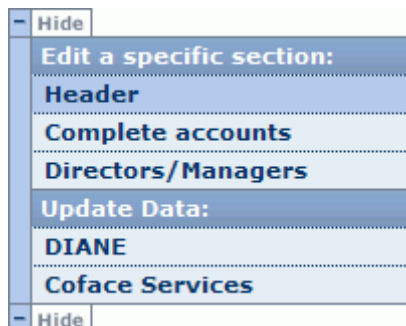 − Hide
Edit a specific section:
Header
Complete accounts
Directors/Managers
Update Data:
DIANE
Coface Services
− Hide